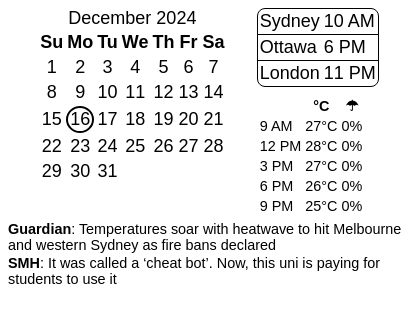 December 2024
Su Mo Tu We Th Fr Sa
1 2 3 4 5 6 7
8 9 10 11 12 13 14
15 16 17 18 19 20 21
22 23 24 25 26 27 28
29 30 31
Sydney 10 AM
Ottawa 6 PM
London 11 PM
°C ☂
9 AM 27°C 0%
12 PM 28°C 0%
3 PM 27°C 0%
6 PM 26°C 0%
9 PM 25°C 0%
Guardian: Temperatures soar with heatwave to hit Melbourne
and western Sydney as fire bans declared
SMH: It was called a ‘cheat bot’. Now, this uni is paying for
students to use it